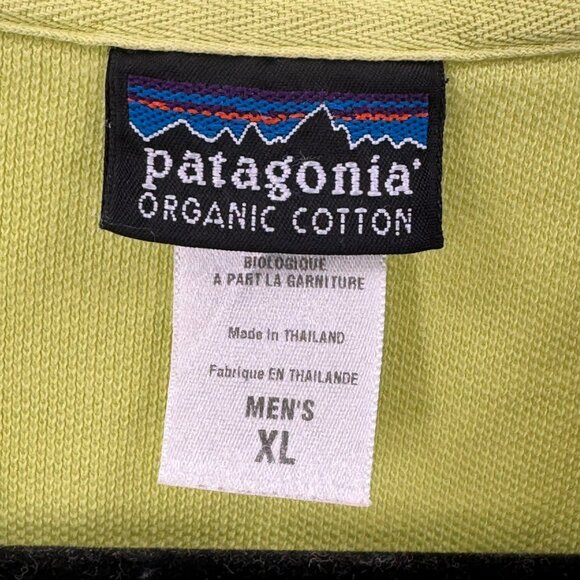 patagonia
ORGANIC COTTON
BIOLOGIQUE
A PART LA GARNITURE
Made in THAILAND
Fabrique EN THAILANDE
MEN'S
XL